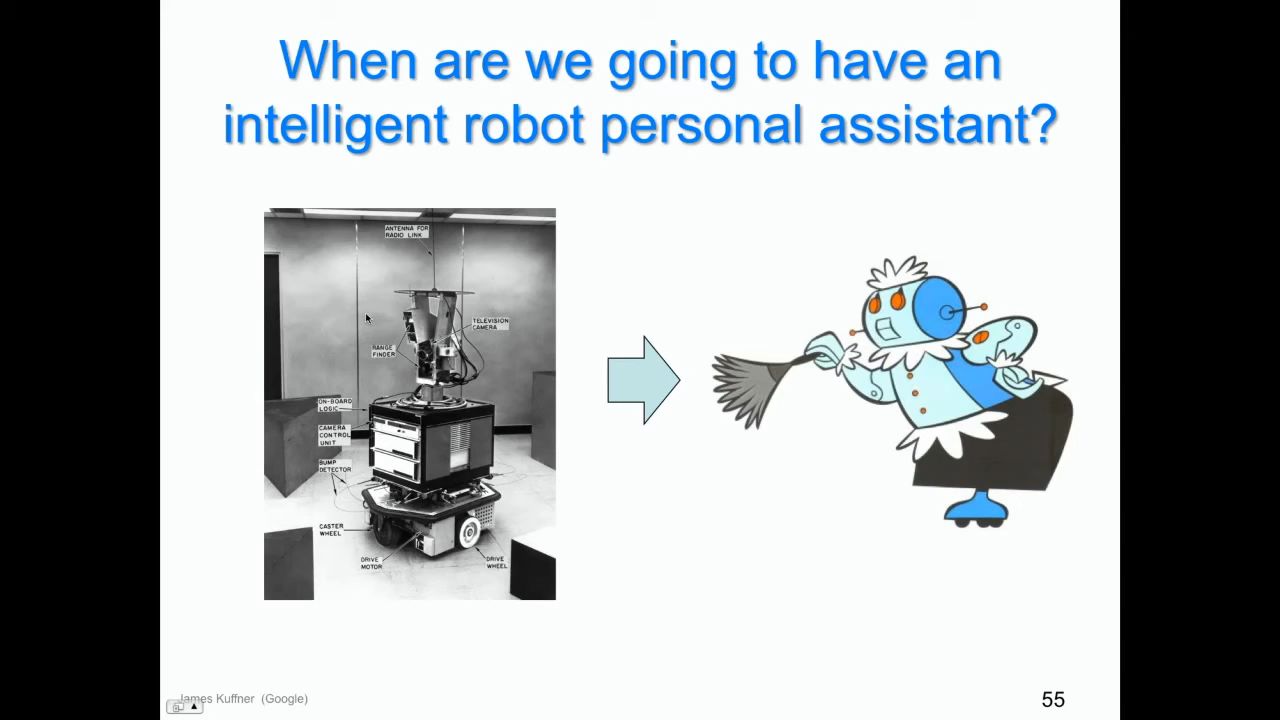 When are we going to have an
intelligent robot personal assistant?
ANTENNA FOR
RADIO LINK
TELEVISION
CAMERA
RANGE
FINDER
ON-BOARD
LOGIC
CAMERA
CONTROL
UNIT
BUMP
DETECTOR
CASTER
WHEEL
DRIVE
MOTOR
DRIVE
WHEEL
James Kuffner (Google)
55